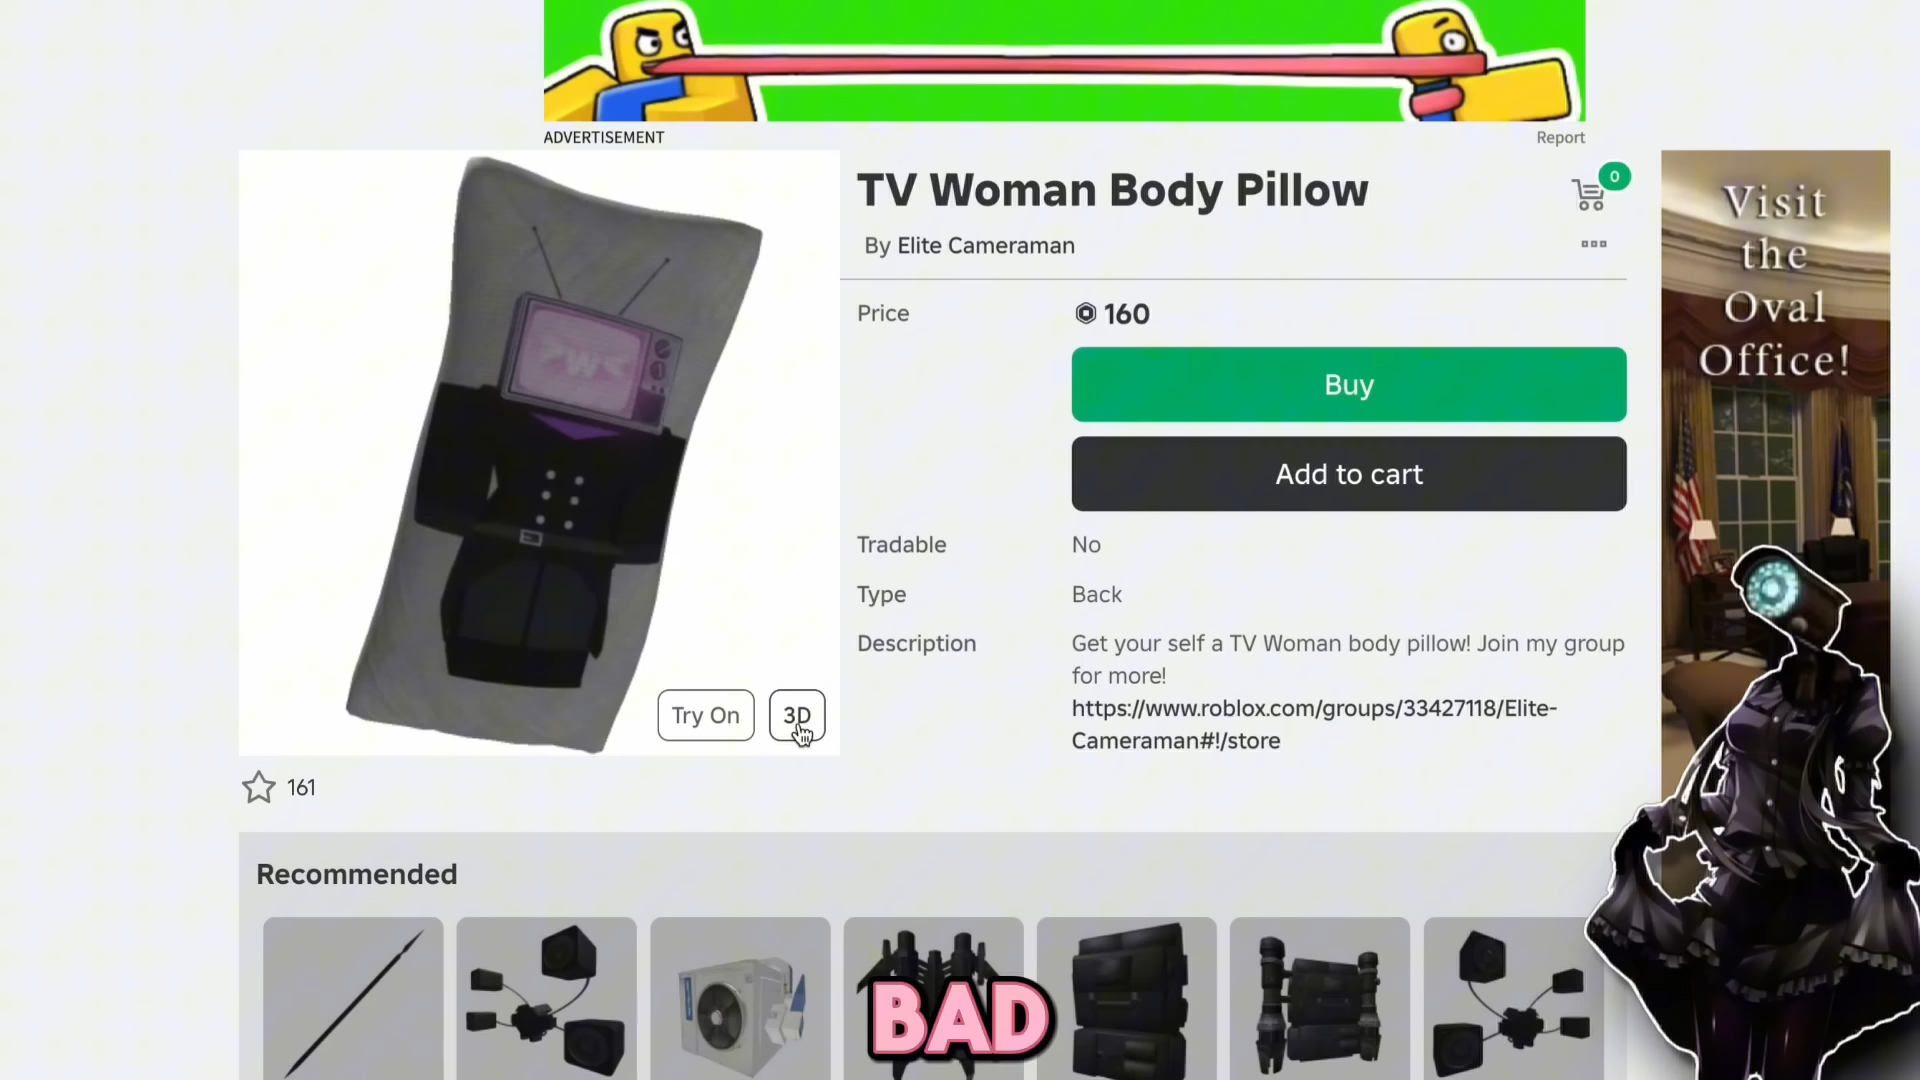 ADVERTISEMENT
Report
TV Woman Body Pillow
0
By Elite Cameraman
Price
160
Buy
Add to cart
Tradable
No
Type
Back
Description
Get your self a TV Woman body pillow! Join my group
for more!
https://www.roblox.com/groups/33427118/Elite-
Cameraman#!/store
Try On
3D
161
Recommended
BAD
Visit
the
Oval
Office!